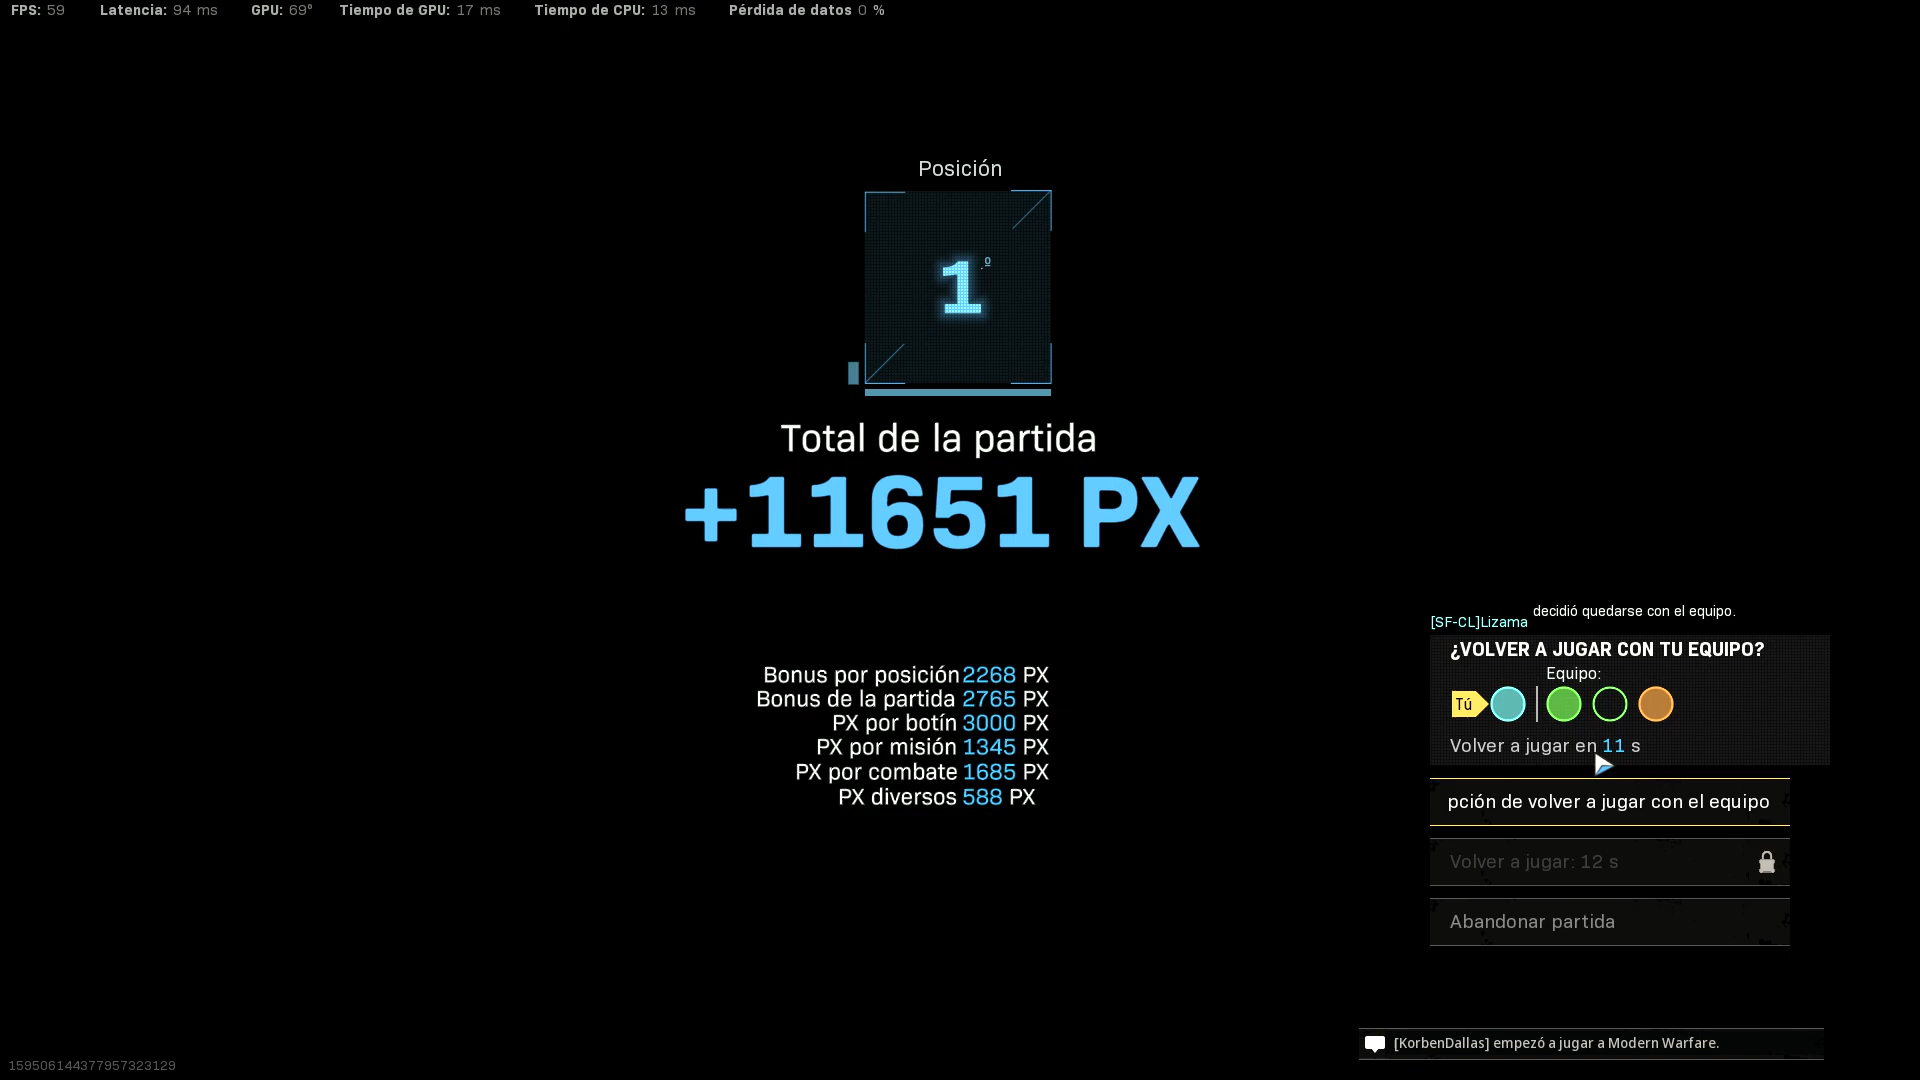 FPS: 59 Latencia: 94 ms GPU: 69° Tiempo de GPU: 17 ms Tiempo de CPU: 13 ms Pérdida de datos 0 %
Posición
1.º
Total de la partida
+11651 PX
Bonus por posición 2268 PX
Bonus de la partida 2765 PX
PX por botín 3000 PX
PX por misión 1345 PX
PX por combate 1685 PX
PX diversos 588 PX
[SF-CL]Lizama decidió quedarse con el equipo.
¿VOLVER A JUGAR CON TU EQUIPO?
Equipo:
Tú
Volver a jugar en 11 s
pción de volver a jugar con el equipo
Volver a jugar: 12 s
Abandonar partida
[KorbenDallas] empezó a jugar a Modern Warfare.
159506144377957323129